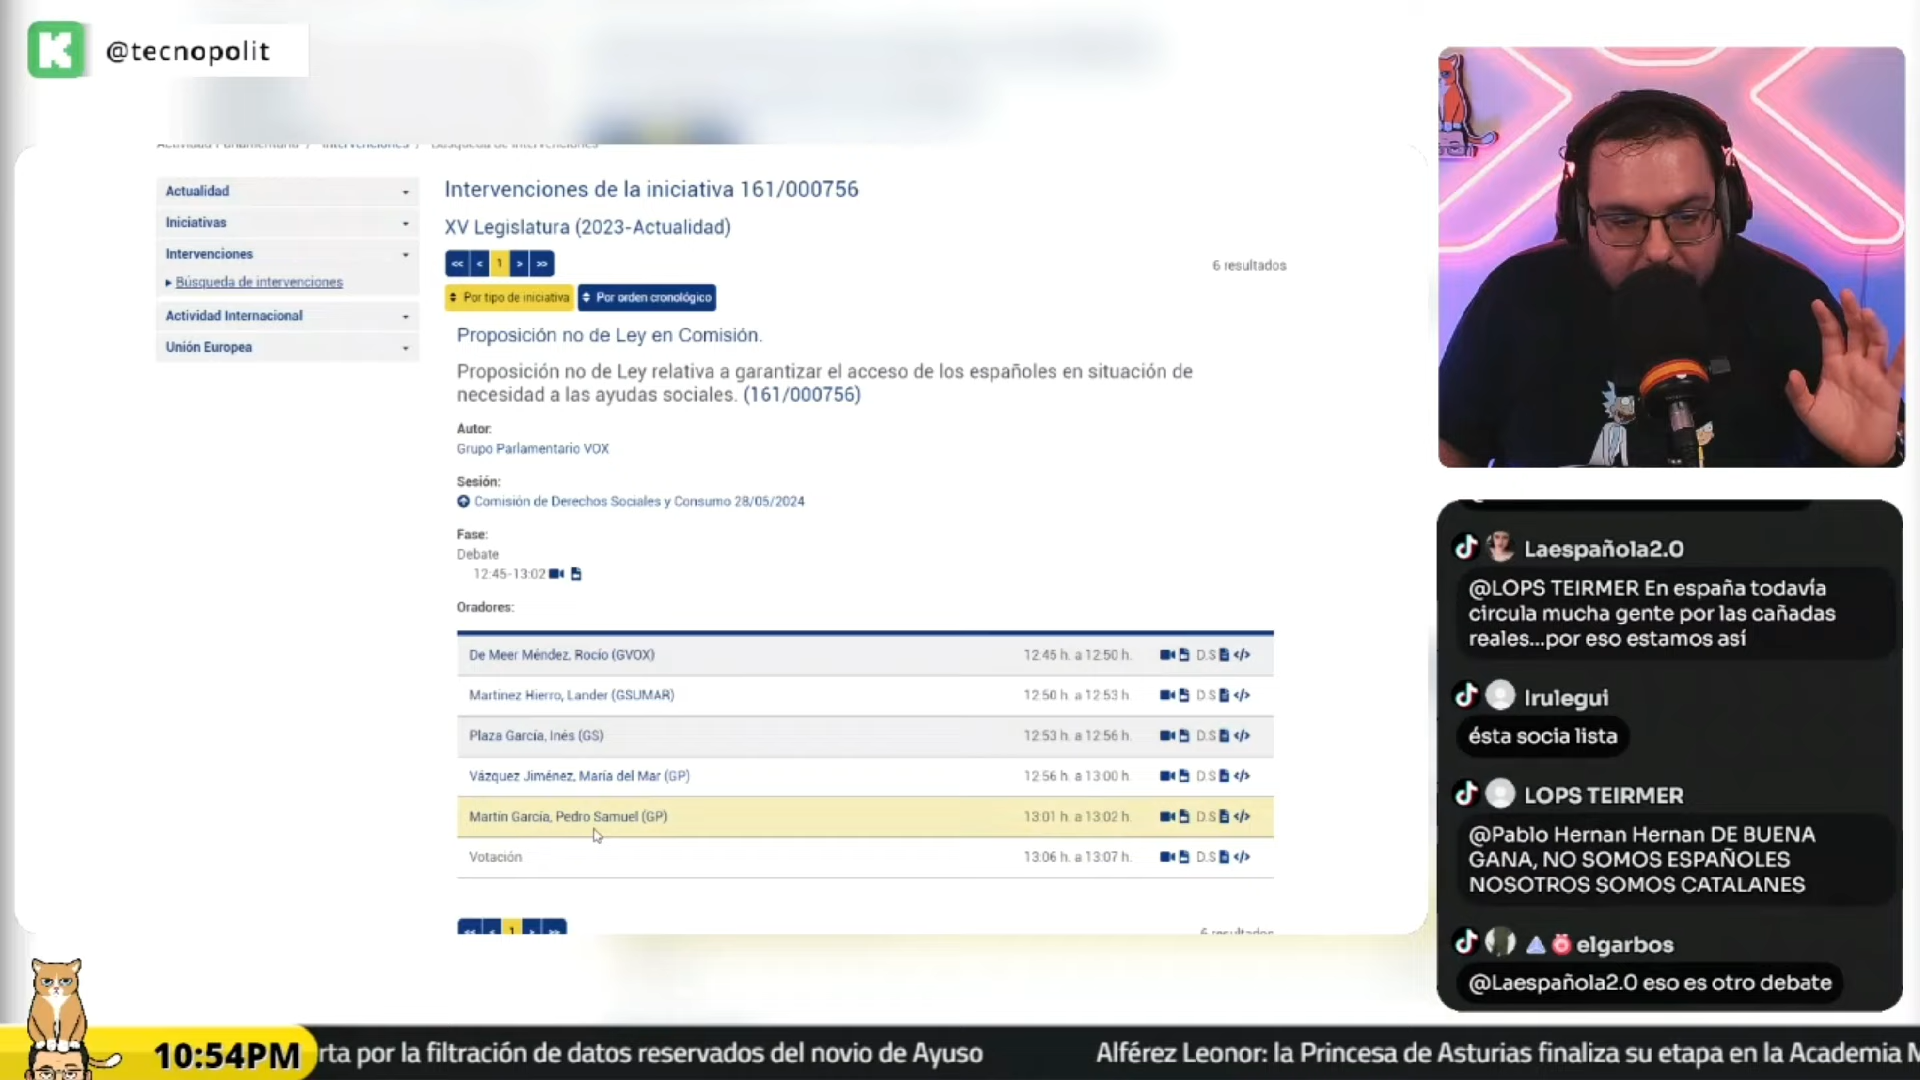 @tecnopolit
Actividad Parlamentaria / Intervenciones / Búsqueda de intervenciones
Actualidad
Iniciativas
Intervenciones
Búsqueda de intervenciones
Actividad Internacional
Unión Europea
Intervenciones de la iniciativa 161/000756
XV Legislatura (2023-Actualidad)
<< < 1 > >>
6 resultados
Por tipo de iniciativa Por orden cronológico
Proposición no de Ley en Comisión.
Proposición no de Ley relativa a garantizar el acceso de los españoles en situación de
necesidad a las ayudas sociales. (161/000756)
Autor:
Grupo Parlamentario VOX
Sesión:
Comisión de Derechos Sociales y Consumo 28/05/2024
Fase:
Debate
12:45-13:02
Oradores:
De Meer Méndez, Rocío (GVOX) 12:45 h. a 12:50 h. D.S </>
Martínez Hierro, Lander (GSUMAR) 12:50 h. a 12:53 h. D.S </>
Plaza García, Inés (GS) 12:53 h. a 12:56 h. D.S </>
Vázquez Jiménez, María del Mar (GP) 12:56 h. a 13:00 h. D.S </>
Martín García, Pedro Samuel (GP) 13:01 h. a 13:02 h. D.S </>
Votación 13:06 h. a 13:07 h. D.S </>
<< < 1 > >>
6 resultados
Laespañola2.0
@LOPS TEIRMER En españa todavía
circula mucha gente por las cañadas
reales...por eso estamos así
Irulegui
ésta socia lista
LOPS TEIRMER
@Pablo Hernan Hernan DE BUENA
GANA, NO SOMOS ESPAÑOLES
NOSOTROS SOMOS CATALANES
elgarbos
@Laespañola2.0 eso es otro debate
10:54PM
rta por la filtración de datos reservados del novio de Ayuso
Alférez Leonor: la Princesa de Asturias finaliza su etapa en la Academia M